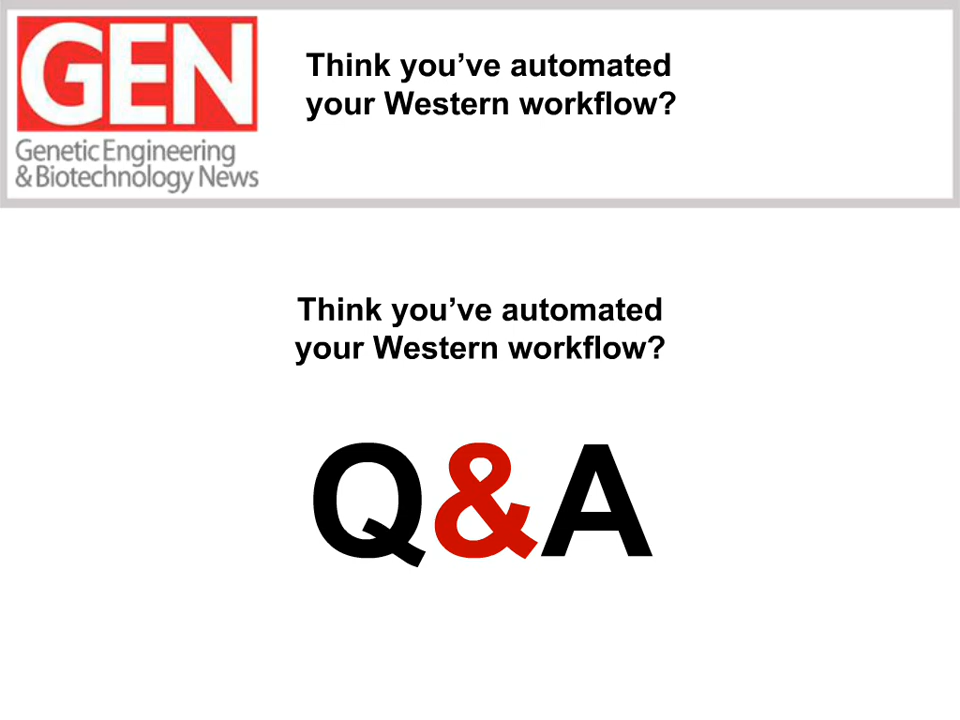 GEN
Genetic Engineering
& Biotechnology News
Think you’ve automated
your Western workflow?
Think you’ve automated
your Western workflow?
Q&A